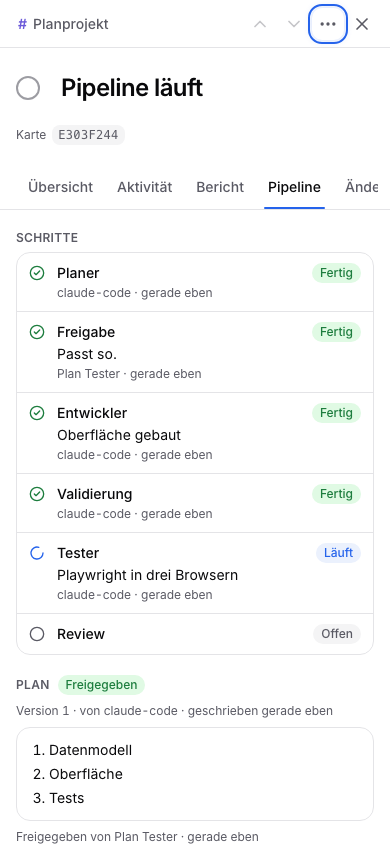 # Planprojekt
Pipeline läuft
Karte E303F244
Übersicht Aktivität Bericht Pipeline Ände
SCHRITTE
Planer Fertig
claude-code · gerade eben
Freigabe Fertig
Passt so.
Plan Tester · gerade eben
Entwickler Fertig
Oberfläche gebaut
claude-code · gerade eben
Validierung Fertig
claude-code · gerade eben
Tester Läuft
Playwright in drei Browsern
claude-code · gerade eben
Review Offen
PLAN Freigegeben
Version 1 · von claude-code · geschrieben gerade eben
1. Datenmodell
2. Oberfläche
3. Tests
Freigegeben von Plan Tester · gerade eben